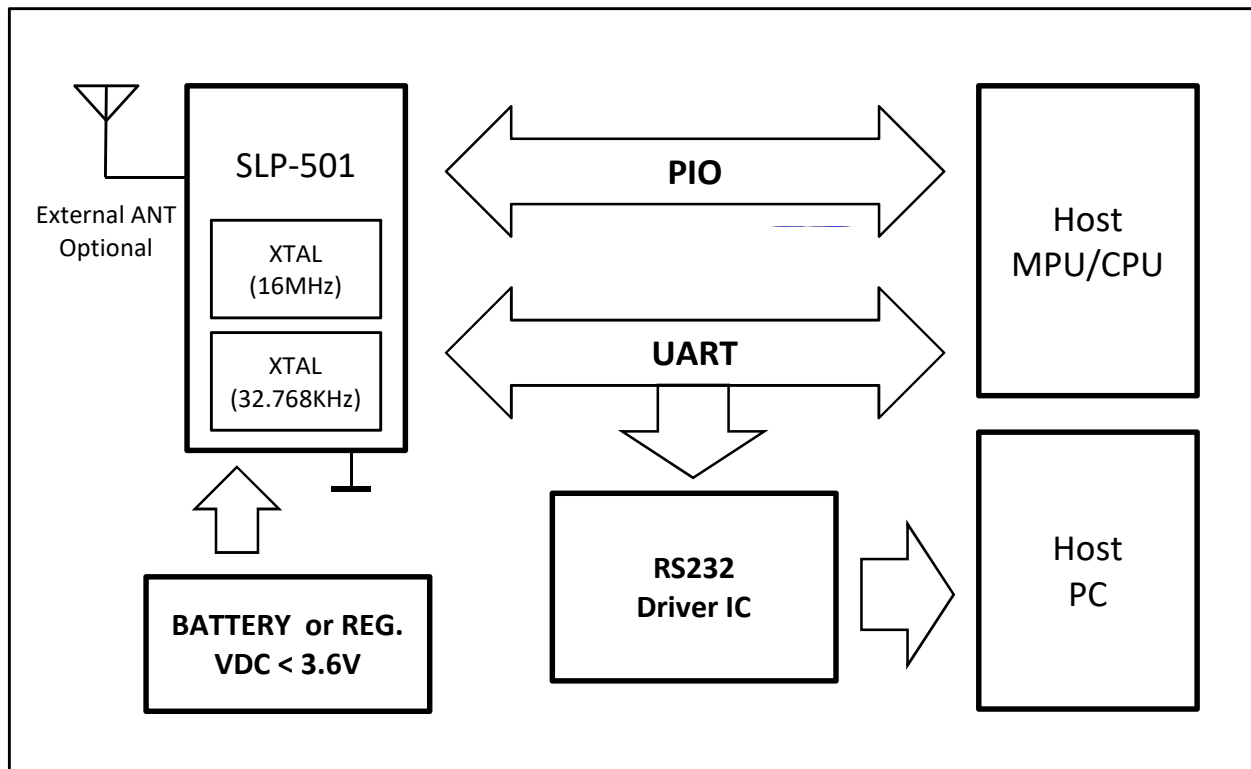 SLP-501
External ANT
Optional
XTAL
(16MHz)
XTAL
(32.768KHz)
PIO
UART
Host
MPU/CPU
BATTERY or REG.
VDC < 3.6V
RS232
Driver IC
Host
PC